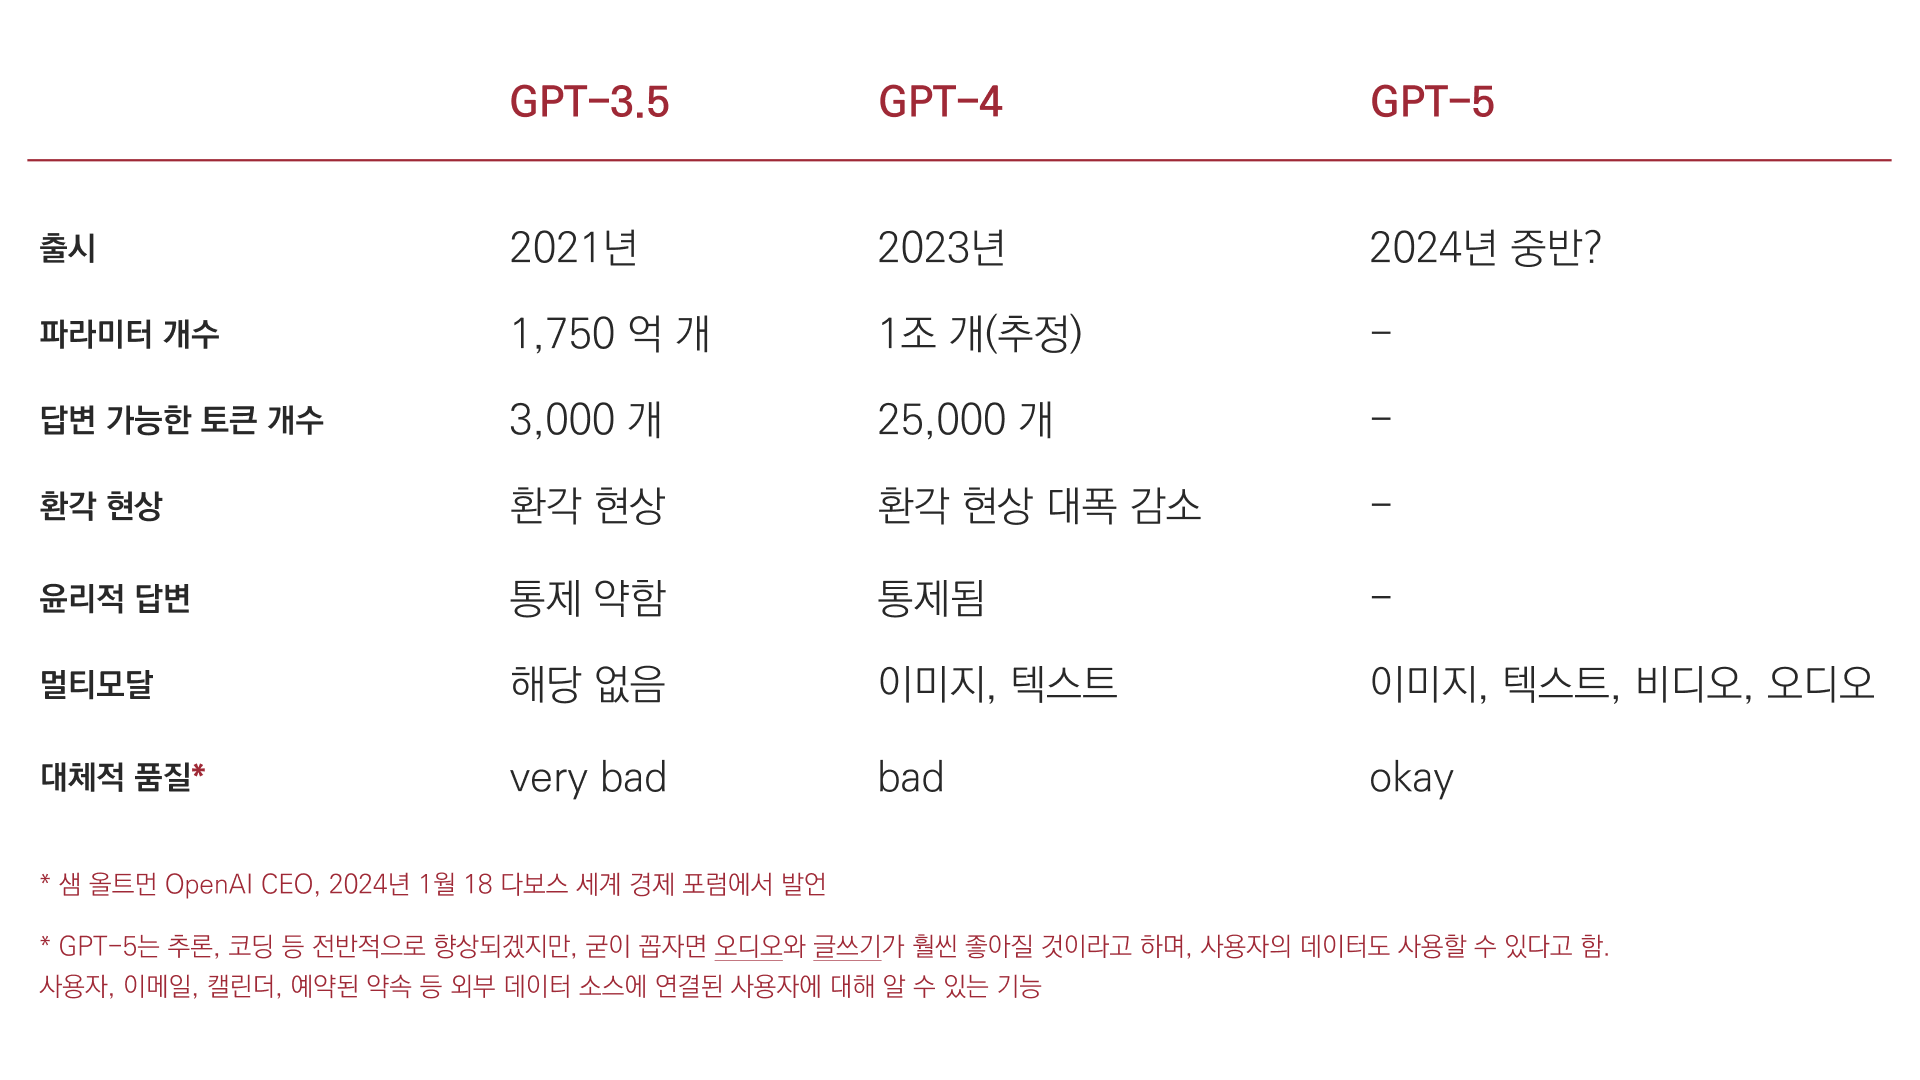 GPT-3.5 GPT-4 GPT-5
출시 2021년 2023년 2024년 중반?
파라미터 개수 1,750 억 개 1조 개(추정) -
답변 가능한 토큰 개수 3,000 개 25,000 개 -
환각 현상 환각 현상 환각 현상 대폭 감소 -
윤리적 답변 통제 약함 통제됨 -
멀티모달 해당 없음 이미지, 텍스트 이미지, 텍스트, 비디오, 오디오
대체적 품질* very bad bad okay
* 샘 올트먼 OpenAI CEO, 2024년 1월 18 다보스 세계 경제 포럼에서 발언
* GPT-5는 추론, 코딩 등 전반적으로 향상되겠지만, 굳이 꼽자면 오디오와 글쓰기가 훨씬 좋아질 것이라고 하며, 사용자의 데이터도 사용할 수 있다고 함.
사용자, 이메일, 캘린더, 예약된 약속 등 외부 데이터 소스에 연결된 사용자에 대해 알 수 있는 기능